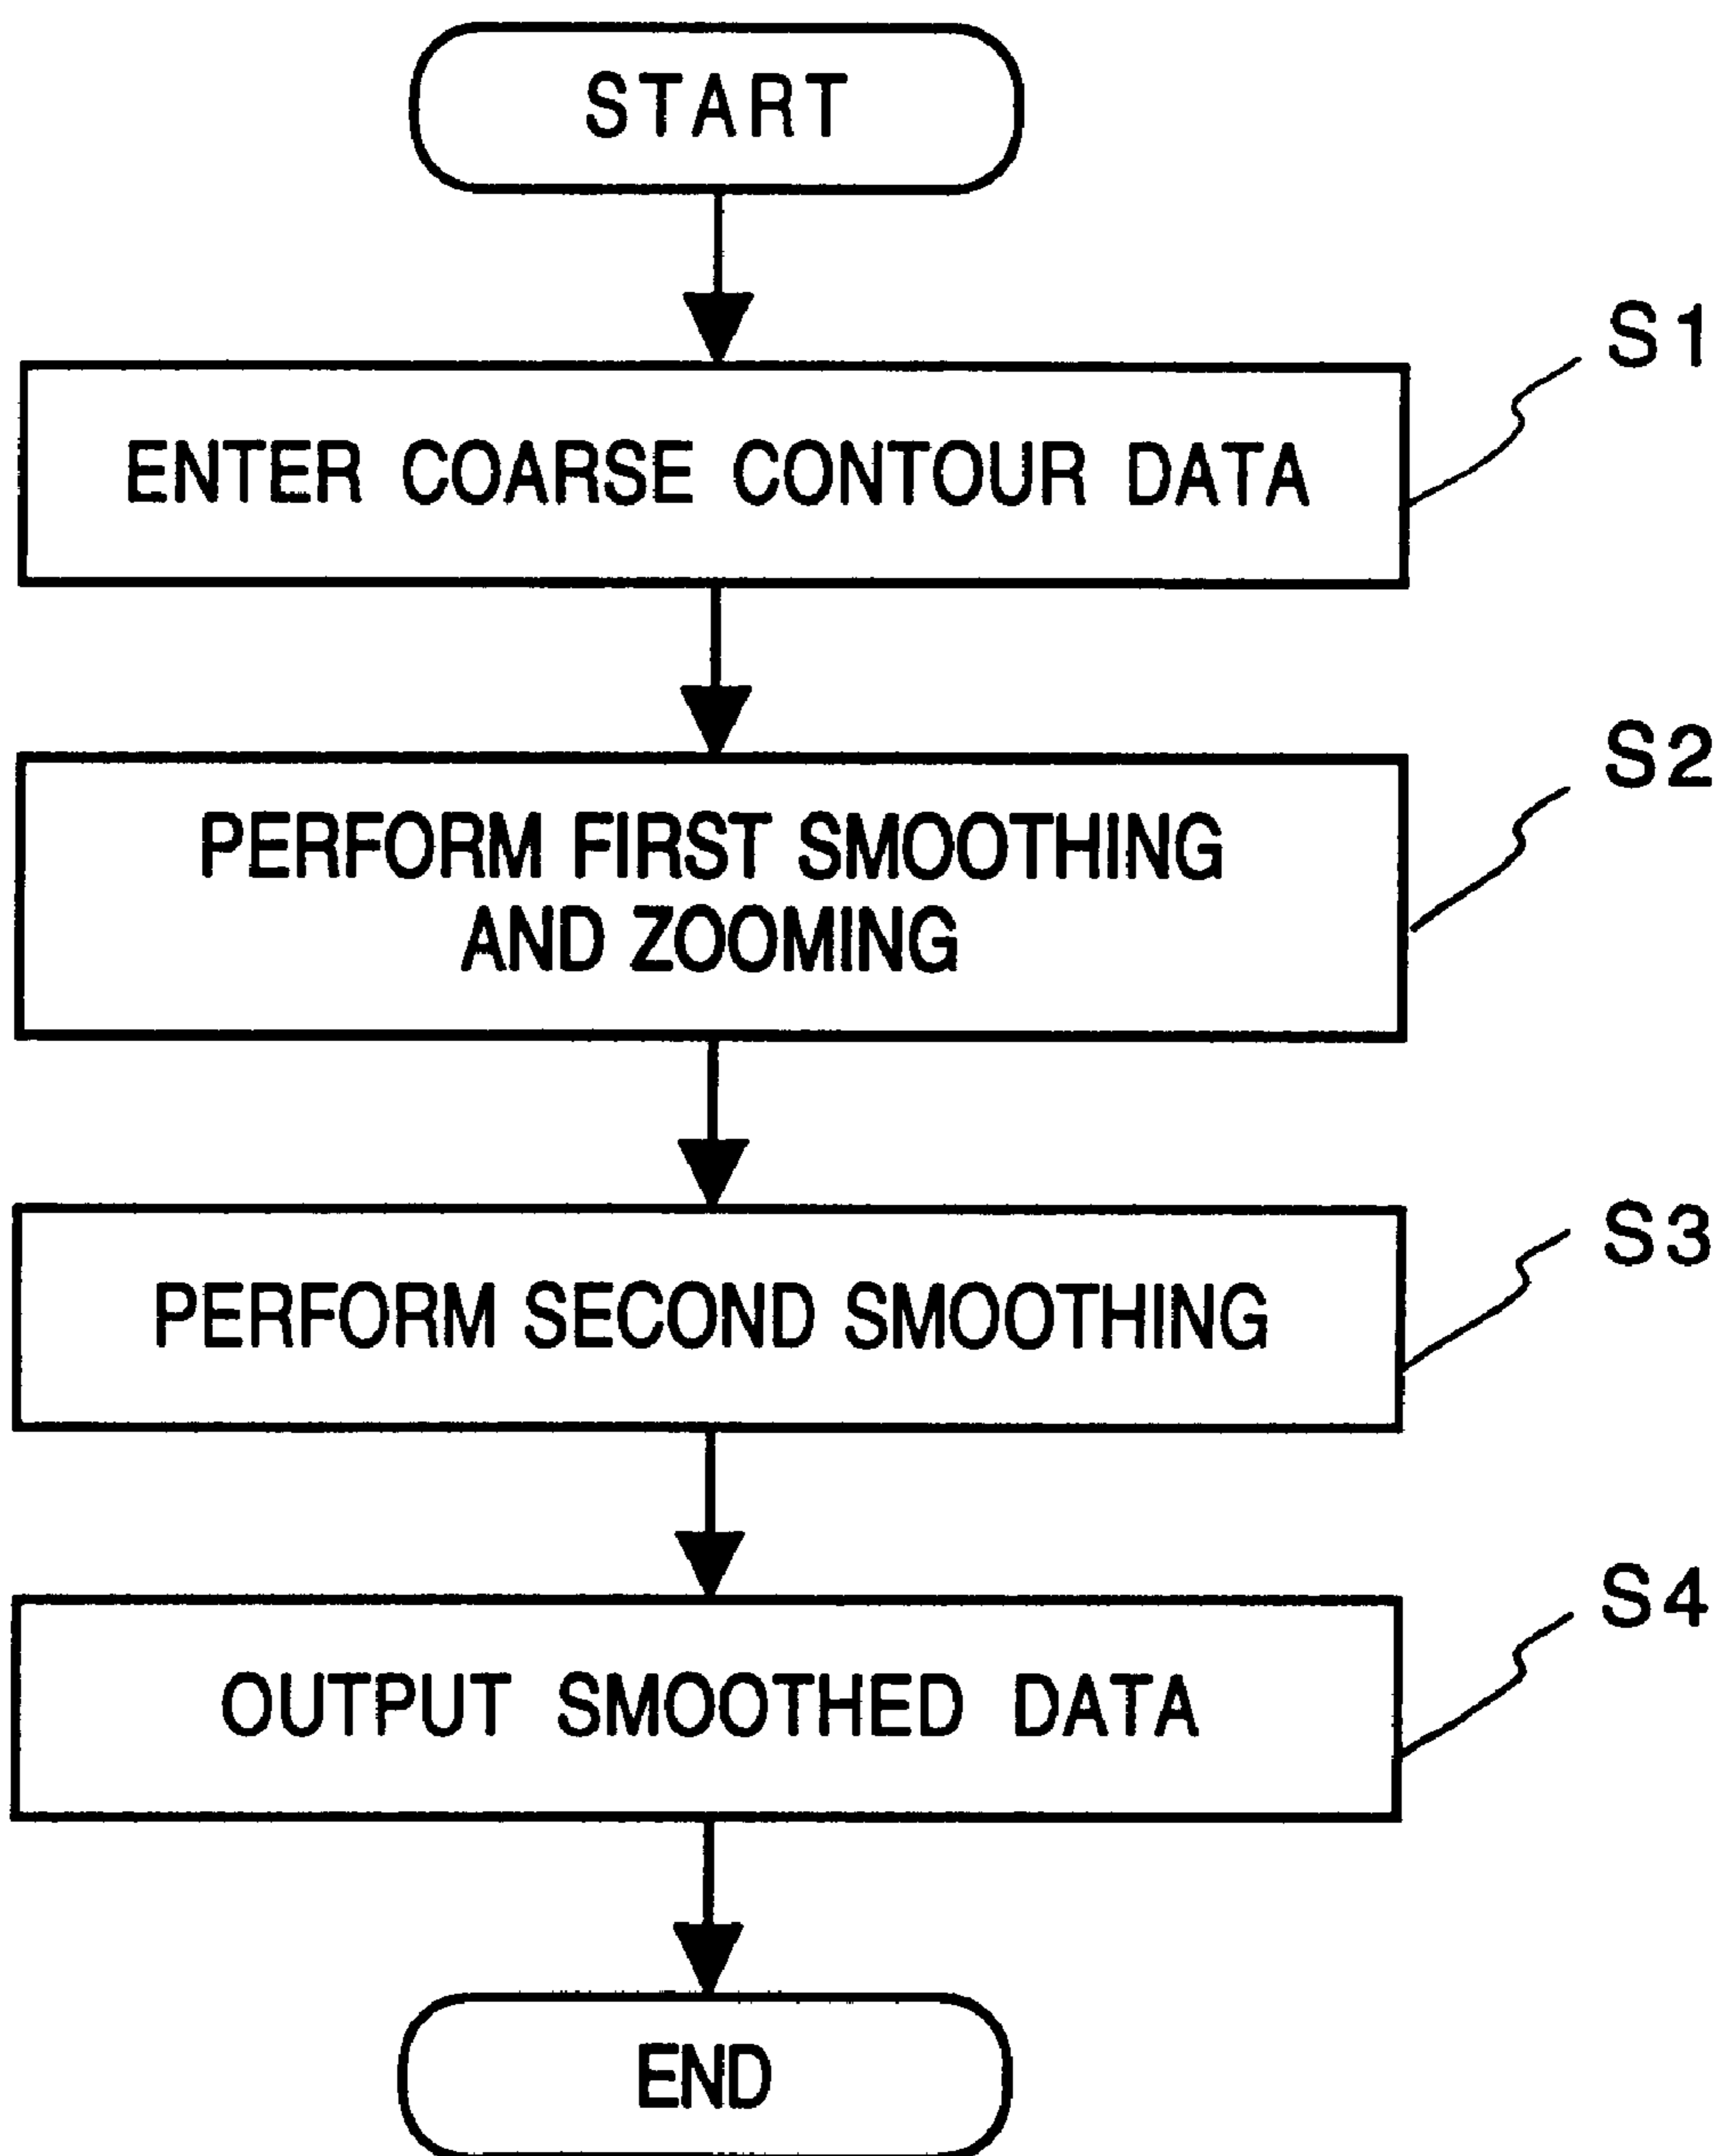 START
S1
ENTER COARSE CONTOUR DATA
S2
PERFORM FIRST SMOOTHING
AND ZOOMING
S3
PERFORM SECOND SMOOTHING
S4
OUTPUT SMOOTHED DATA
END